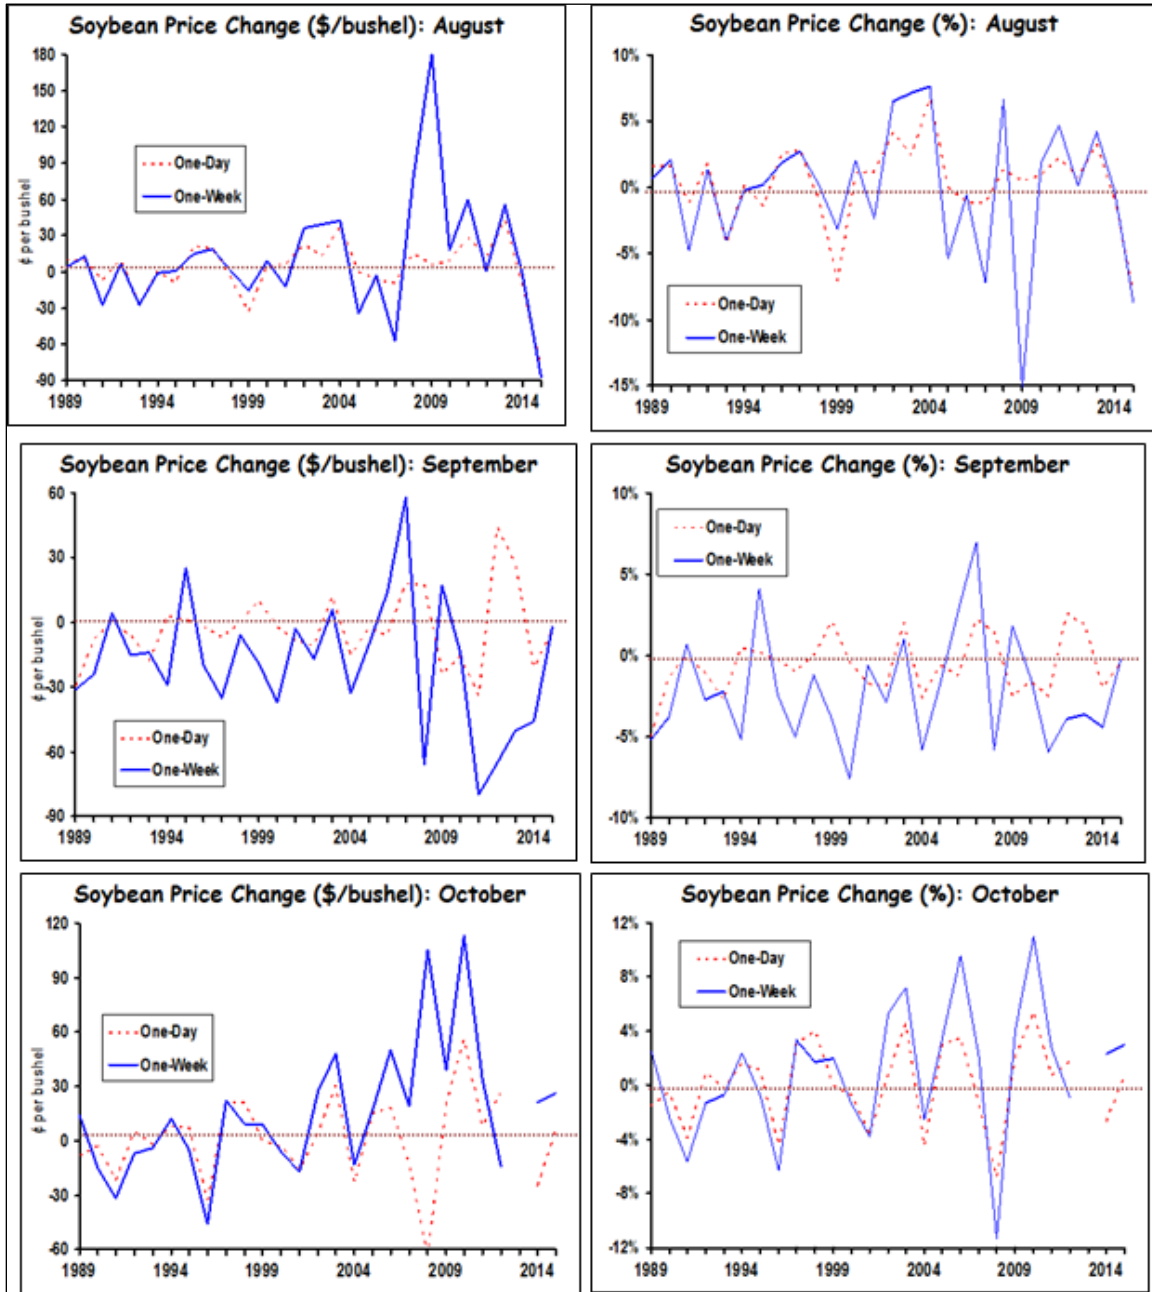 Soybean Price Change ($/bushel): August
180
150
120
90
60
30
0
-30
-60
-90
¢ per bushel
One-Day
One-Week
1989 1994 1999 2004 2009 2014
Soybean Price Change (%): August
10%
5%
0%
-5%
-10%
-15%
One-Day
One-Week
1989 1994 1999 2004 2009 2014
Soybean Price Change ($/bushel): September
60
30
0
-30
-60
-90
¢ per bushel
One-Day
One-Week
1989 1994 1999 2004 2009 2014
Soybean Price Change (%): September
10%
5%
0%
-5%
-10%
One-Day
One-Week
1989 1994 1999 2004 2009 2014
Soybean Price Change ($/bushel): October
120
90
60
30
0
-30
-60
¢ per bushel
One-Day
One-Week
1989 1994 1999 2004 2009 2014
Soybean Price Change (%): October
12%
8%
4%
0%
-4%
-8%
-12%
One-Day
One-Week
1989 1994 1999 2004 2009 2014